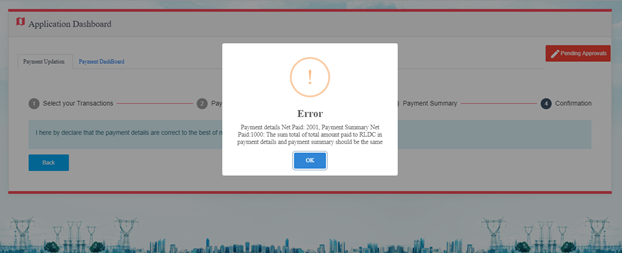 Application Dashboard
Pending Approvals
Payment Updation
Payment DashBoard
1 Select your Transactions
2 Pay
Payment Summary
4 Confirmation
I here by declare that the payment details are correct to the best of m
Back
!
Error
Payment details Net Paid: 2001, Payment Summary Net
Paid:1000: The sum total of total amount paid to KLDC in
payment details and payment summary should be the same
OK